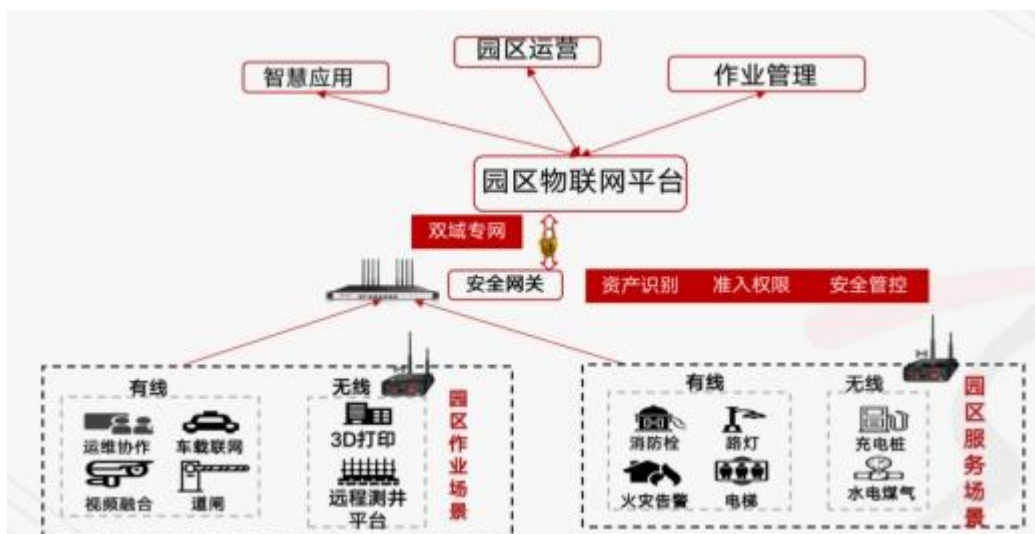 园区运营
智慧应用
作业管理
园区物联网平台
双域专网
安全网关
资产识别 准入权限 安全管控
有线
无线
运维协作
车载联网
3D打印
视频融合
道闸
远程测井
平台
园区作业场景
有线
无线
消防栓
路灯
充电桩
火灾告警
电梯
水电煤气
园区服务场景